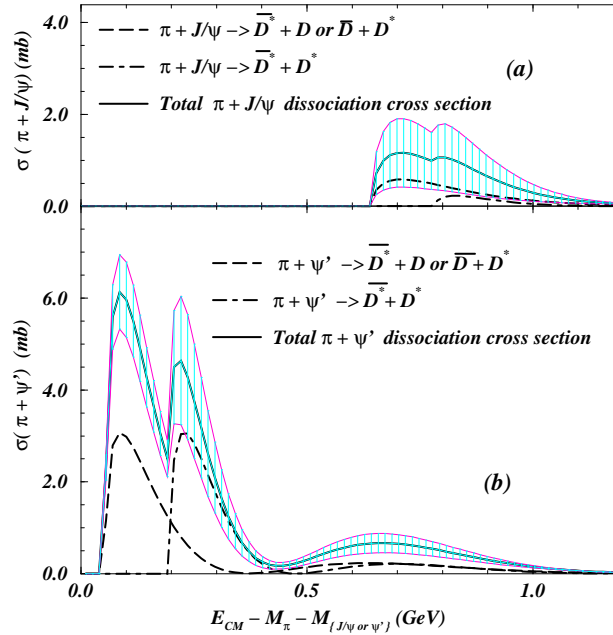 4.0
2.0
0.0
σ ( π + J/ψ) (mb)
π + J/ψ −> D̅* + D or D̅ + D*
π + J/ψ −> D̅* + D*
Total π + J/ψ dissociation cross section
(a)
6.0
4.0
2.0
0.0
σ( π + ψ') (mb)
π + ψ' −> D̅* + D or D̅ + D*
π + ψ' −> D̅* + D*
Total π + ψ' dissociation cross section
(b)
0.0 0.5 1.0
E_CM − M_π − M_{J/ψ or ψ'} (GeV)